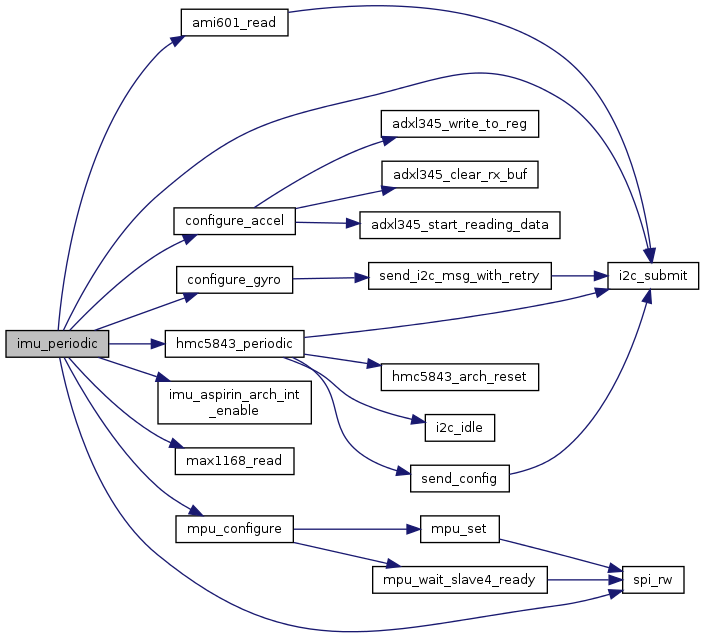 ami601_read
adxl345_write_to_reg
adxl345_clear_rx_buf
configure_accel
adxl345_start_reading_data
configure_gyro
send_i2c_msg_with_retry
i2c_submit
imu_periodic
hmc5843_periodic
hmc5843_arch_reset
imu_aspirin_arch_int
_enable
i2c_idle
max1168_read
send_config
mpu_configure
mpu_set
mpu_wait_slave4_ready
spi_rw